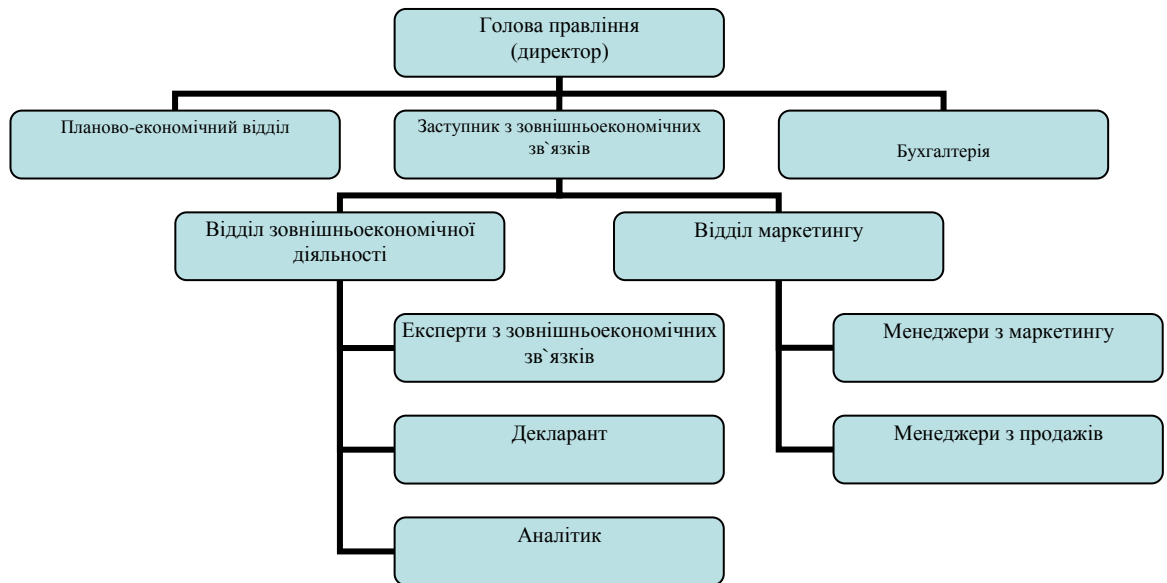 Голова правління
(директор)
Планово-економічний відділ
Заступник з зовнішньоекономічних
зв`язків
Бухгалтерія
Відділ зовнішньоекономічної
діяльності
Відділ маркетингу
Експерти з зовнішньоекономічних
зв`язків
Менеджери з маркетингу
Декларант
Менеджери з продажів
Аналітик